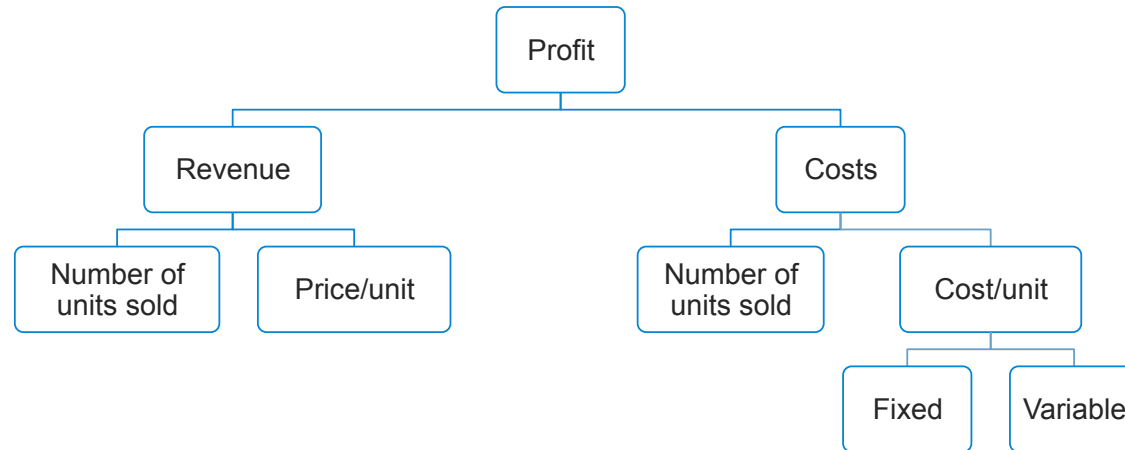 Profit
Revenue
Costs
Number of
units sold
Price/unit
Number of
units sold
Cost/unit
Fixed
Variable